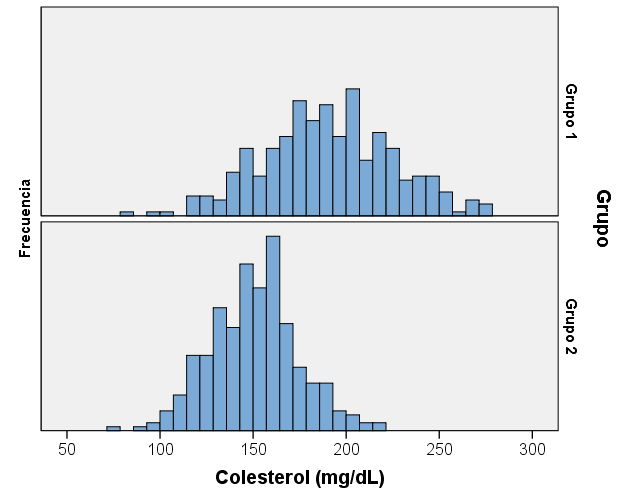 Frecuencia
Grupo 1
Grupo 2
Grupo
50 100 150 200 250 300
Colesterol (mg/dL)